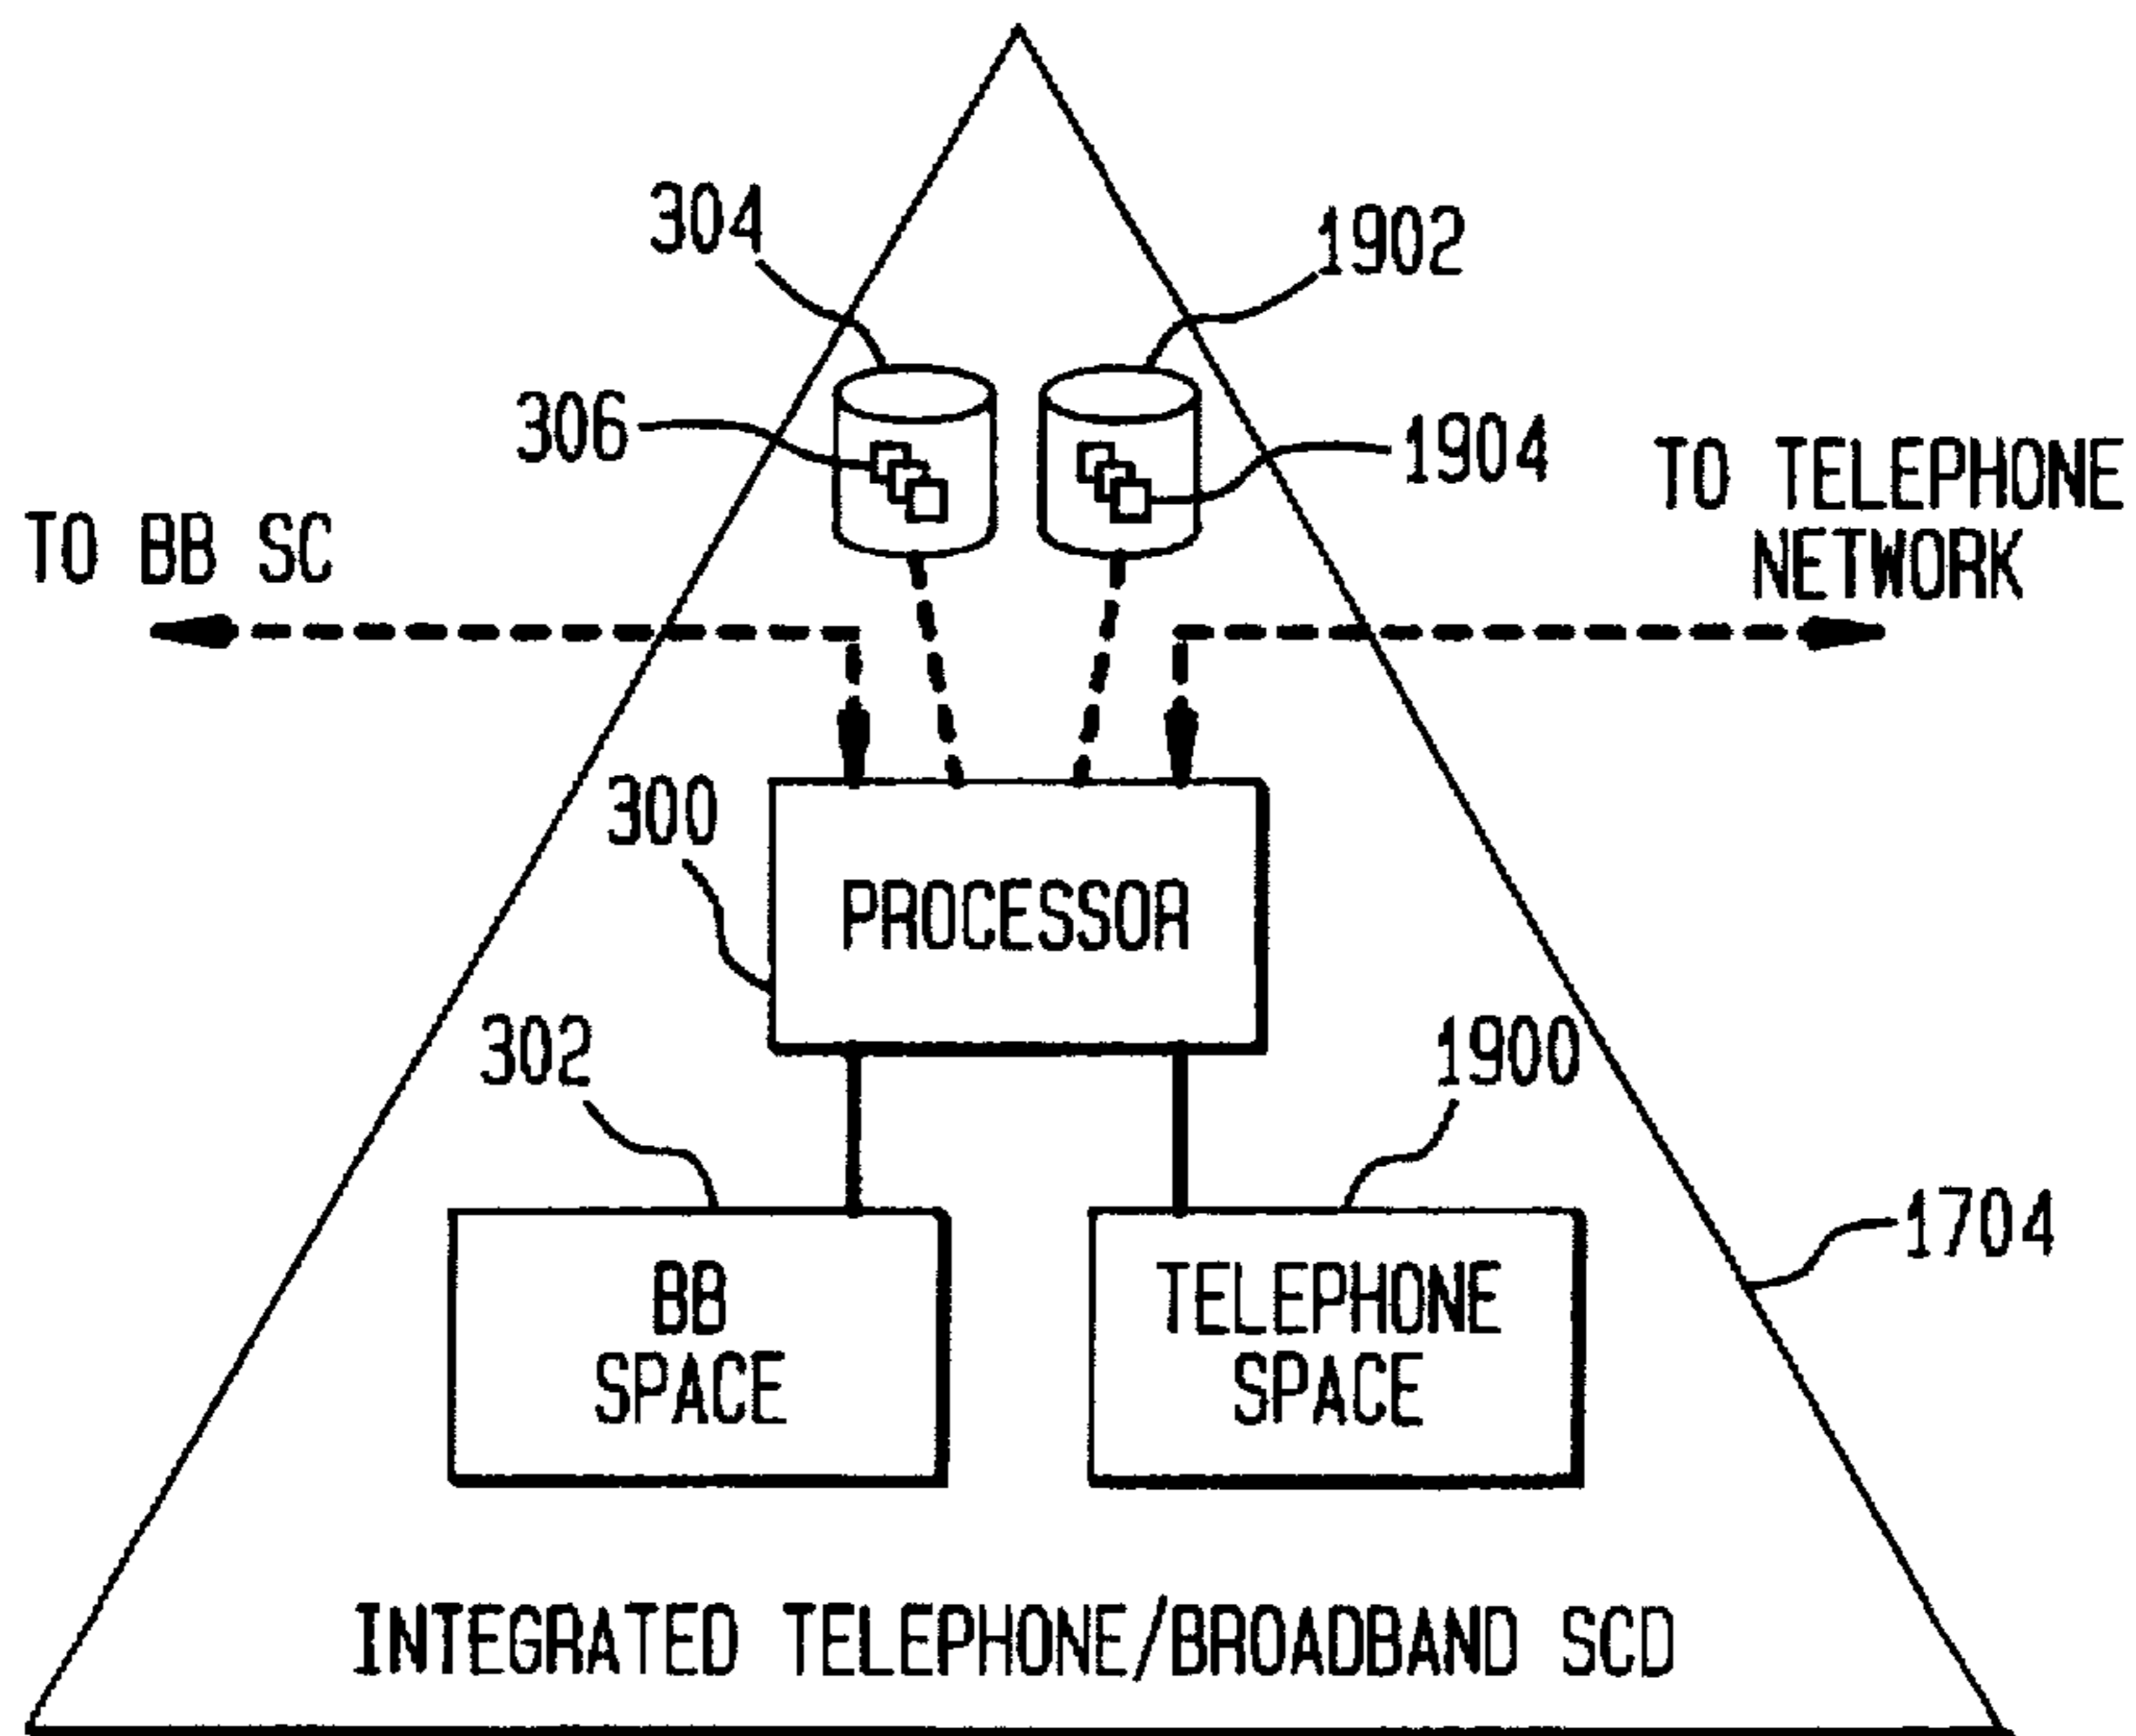 304
1902
306
1904
TO TELEPHONE
NETWORK
TO BB SC
300
PROCESSOR
302
1900
1704
BB
SPACE
TELEPHONE
SPACE
INTEGRATED TELEPHONE/BROADBAND SCD